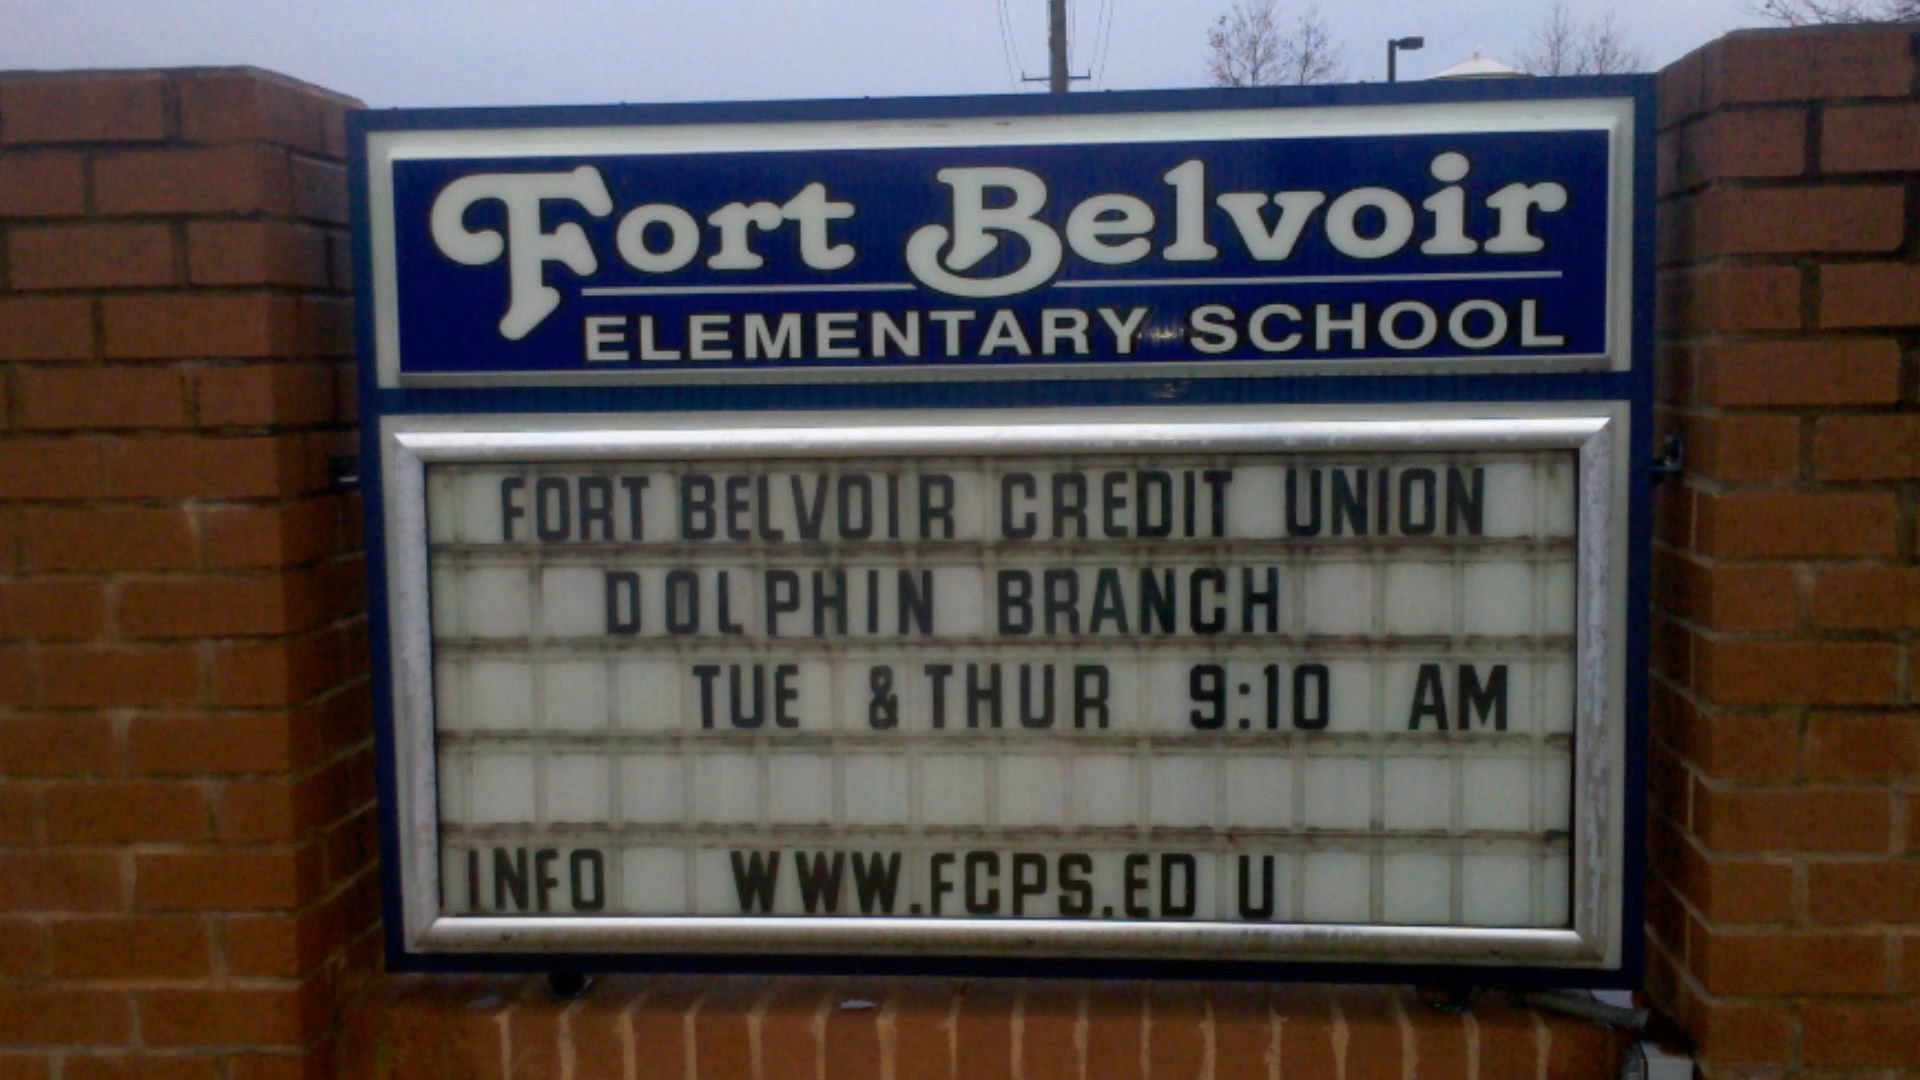 Fort Belvoir
ELEMENTARY SCHOOL
FORT BELVOIR CREDIT UNION
DOLPHIN BRANCH
TUE & THUR 9:10 AM
INFO WWW.FCPS.ED U